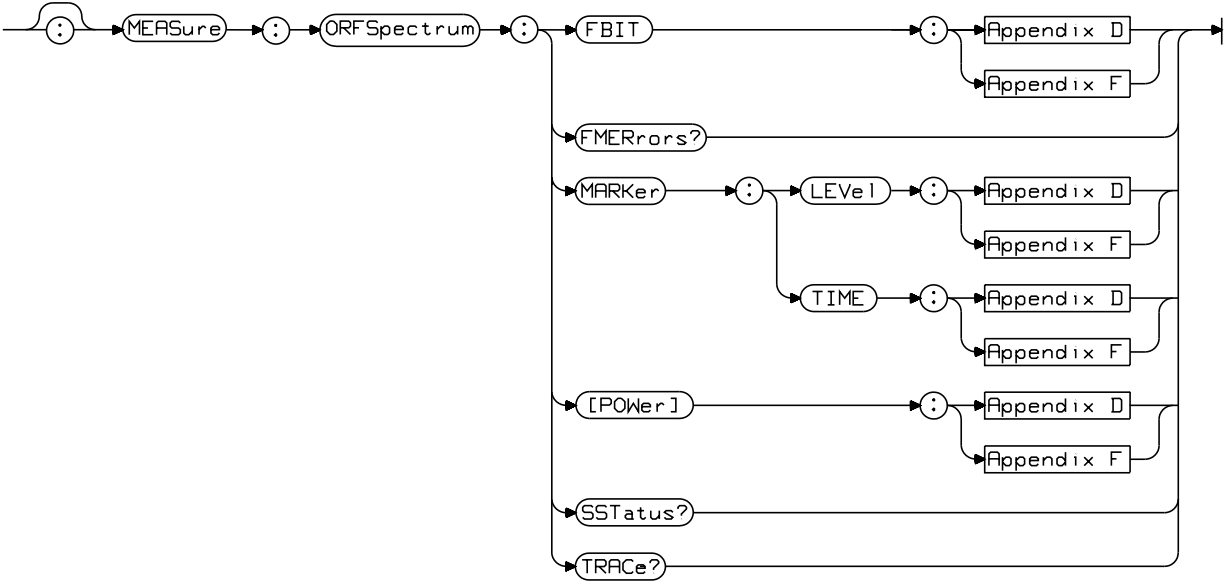 : MEASure : ORFSpectrum : FBIT : Appendix D
Appendix F
FMERrors?
MARKer : LEVel : Appendix D
Appendix F
TIME : Appendix D
Appendix F
[POWer] : Appendix D
Appendix F
SSTatus?
TRACe?